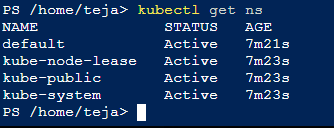 PS /home/teja> kubectl get ns
NAME STATUS AGE
default Active 7m21s
kube-node-lease Active 7m23s
kube-public Active 7m23s
kube-system Active 7m23s
PS /home/teja>